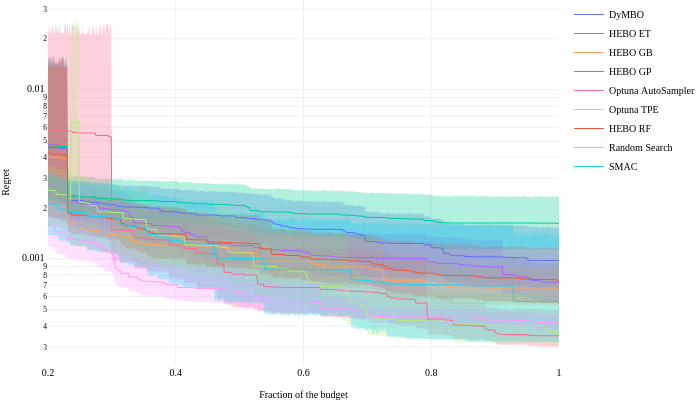 3
2
0.01
9
8
7
6
5
4
3
2
0.001
9
8
7
6
5
4
3
Regret
0.2
0.4
0.6
0.8
1
Fraction of the budget
DyMBO
HEBO ET
HEBO GB
HEBO GP
Optuna AutoSampler
Optuna TPE
HEBO RF
Random Search
SMAC